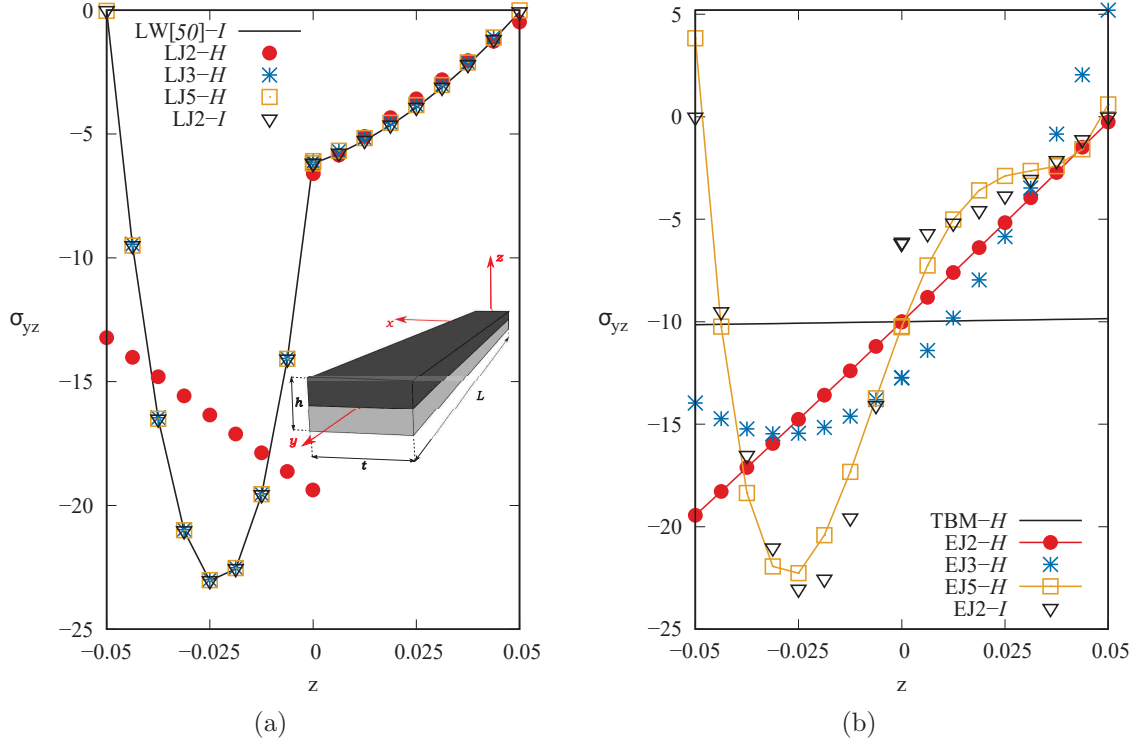 0
−5
−10
−15
−20
−25
σyz
−0.05
−0.025
0
0.025
0.05
z
LW[50]−I
LJ2−H
LJ3−H
LJ5−H
LJ2−I
z
x
y
h
t
L
(a)
5
0
−5
−10
−15
−20
−25
σyz
−0.05
−0.025
0
0.025
0.05
z
TBM−H
EJ2−H
EJ3−H
EJ5−H
EJ2−I
(b)